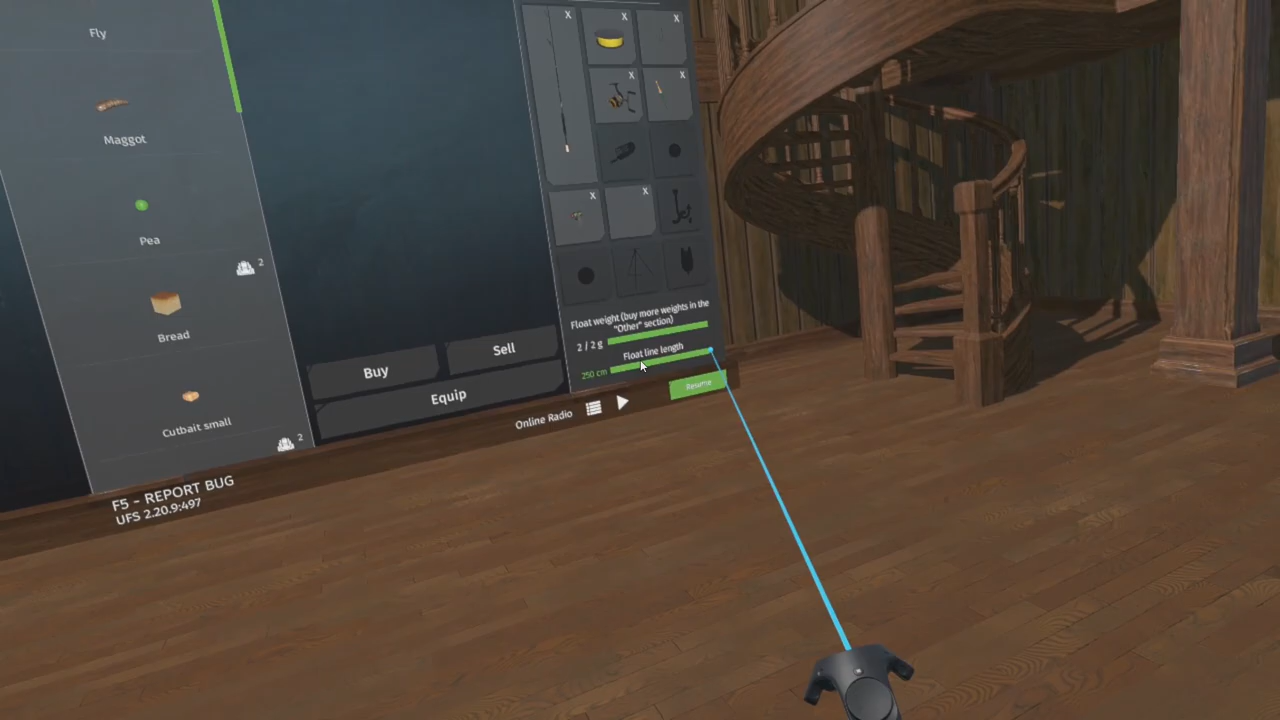 Fly
Maggot
Pea
2
Bread
Cutbait small
2
X
X
X
X
X
X
X
Float weight (buy more weights in the
"Other" section)
2 / 2 g
Float line length
250 cm
Buy
Sell
Equip
Resume
Online Radio
F5 - REPORT BUG
UFS 2.20.9:497